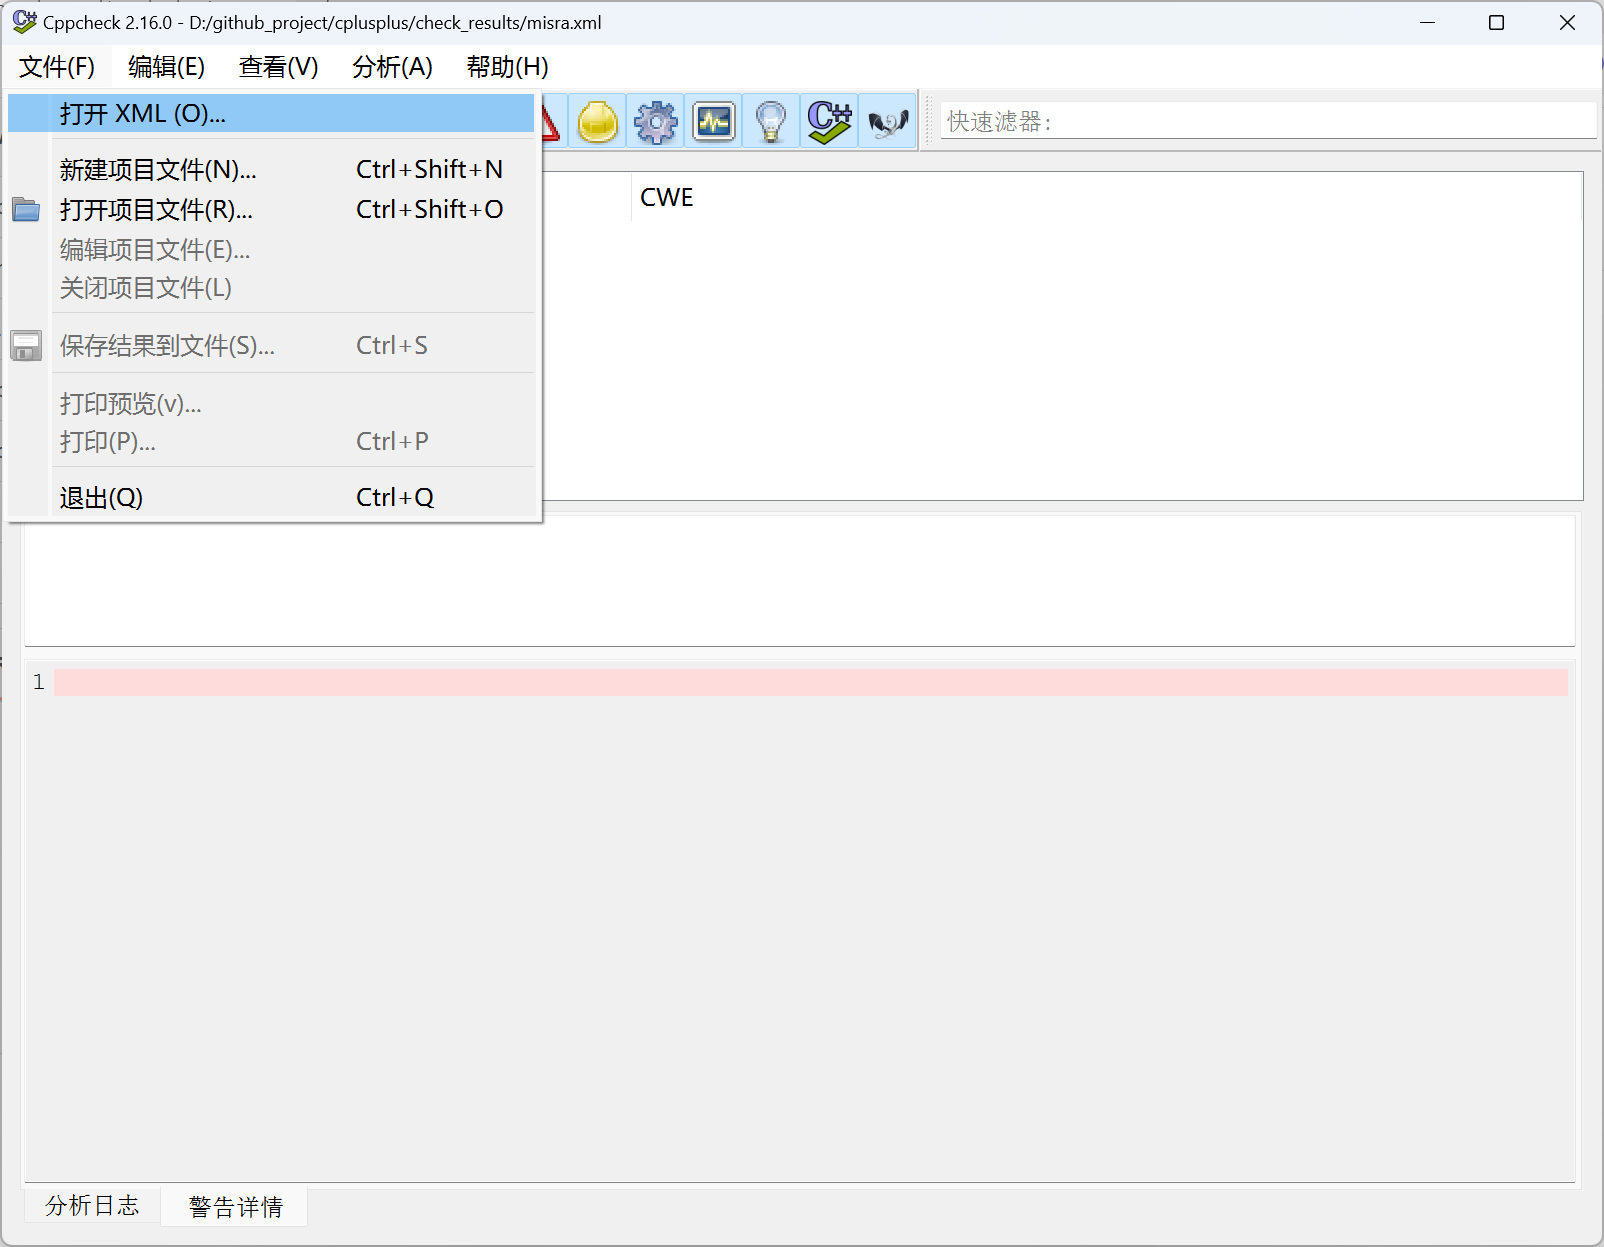 Cppcheck 2.16.0 - D:/github_project/cplusplus/check_results/misra.xml
文件(F) 编辑(E) 查看(V) 分析(A) 帮助(H)
打开 XML (O)...
快速滤器:
新建项目文件(N)... Ctrl+Shift+N
打开项目文件(R)... Ctrl+Shift+O
编辑项目文件(E)...
关闭项目文件(L)
保存结果到文件(S)... Ctrl+S
打印预览(v)...
打印(P)... Ctrl+P
退出(Q) Ctrl+Q
CWE
1
分析日志 警告详情